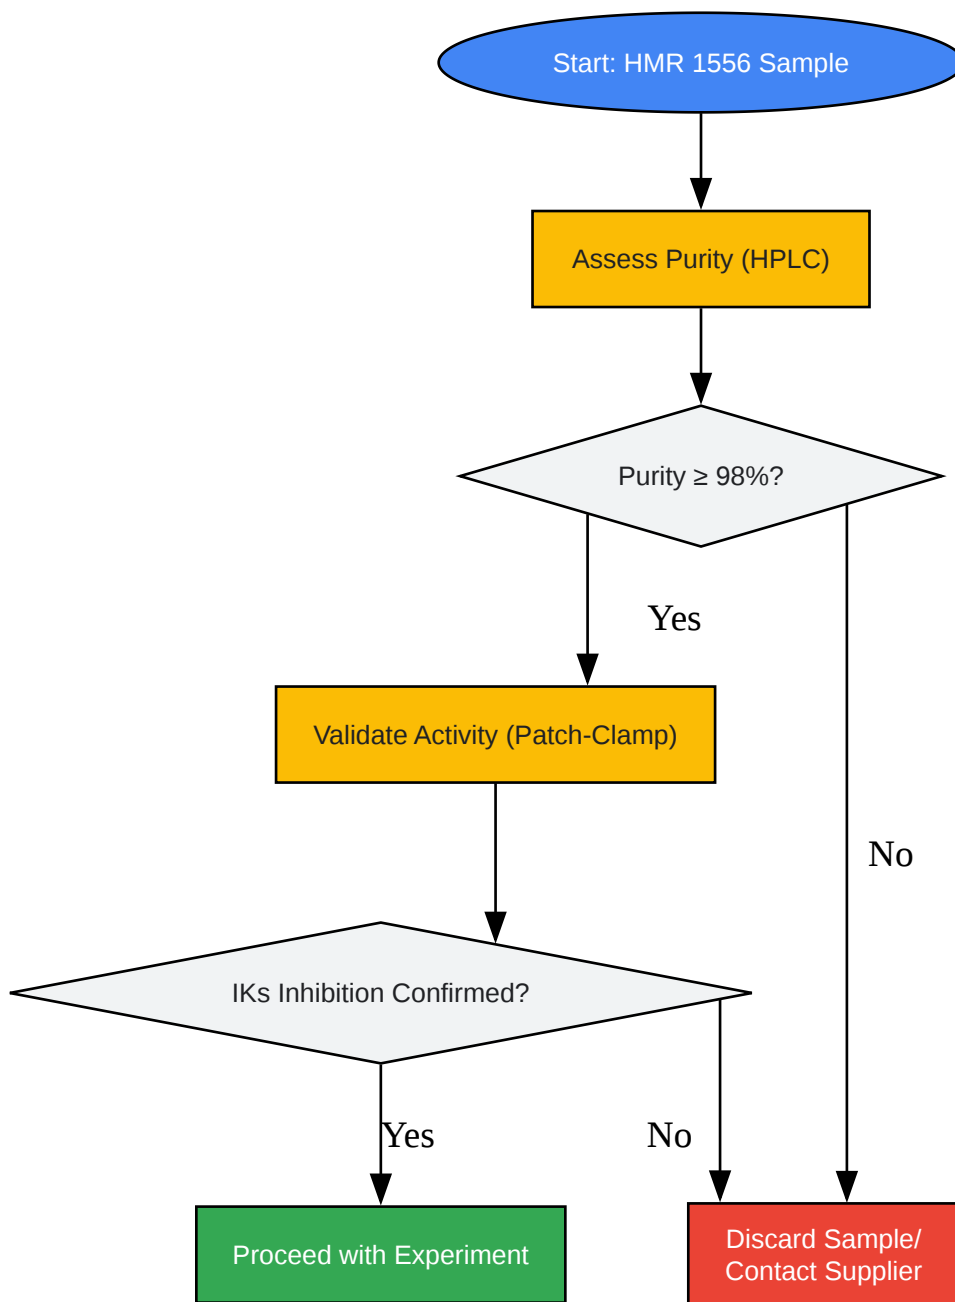 Start: HMR 1556 Sample
Assess Purity (HPLC)
Purity ≥ 98%?
Yes
Validate Activity (Patch-Clamp)
No
IKs Inhibition Confirmed?
Yes
No
Proceed with Experiment
Discard Sample/
Contact Supplier